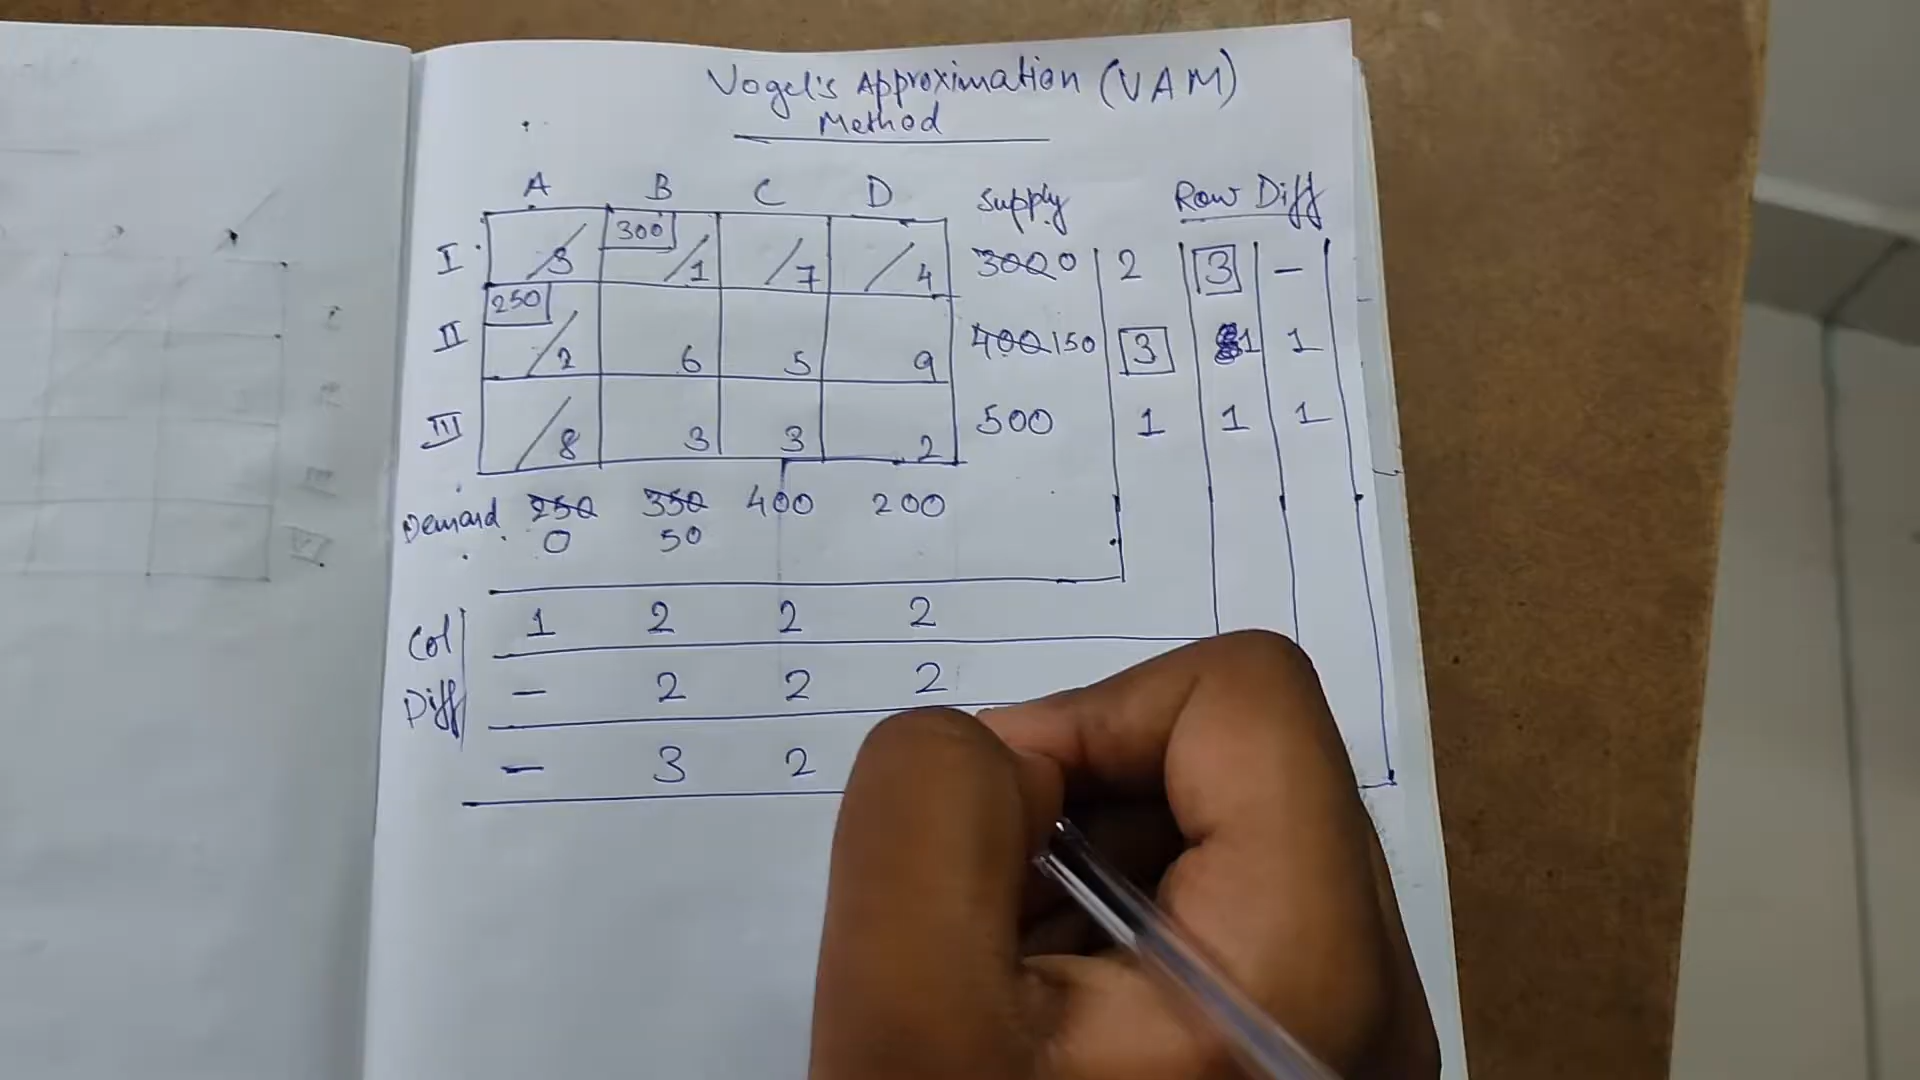 Vogel's Approximation (VAM)
Method
A B C D Supply Row Diff
300
I 3 1 7 4 300 0 2 3 -
250
II 2 6 5 9 400 150 3 1 1
III 8 3 3 2 500 1 1 1
Demand 250 350 400 200
0 50
Col 1 2 2 2
Diff - 2 2 2
- 3 2